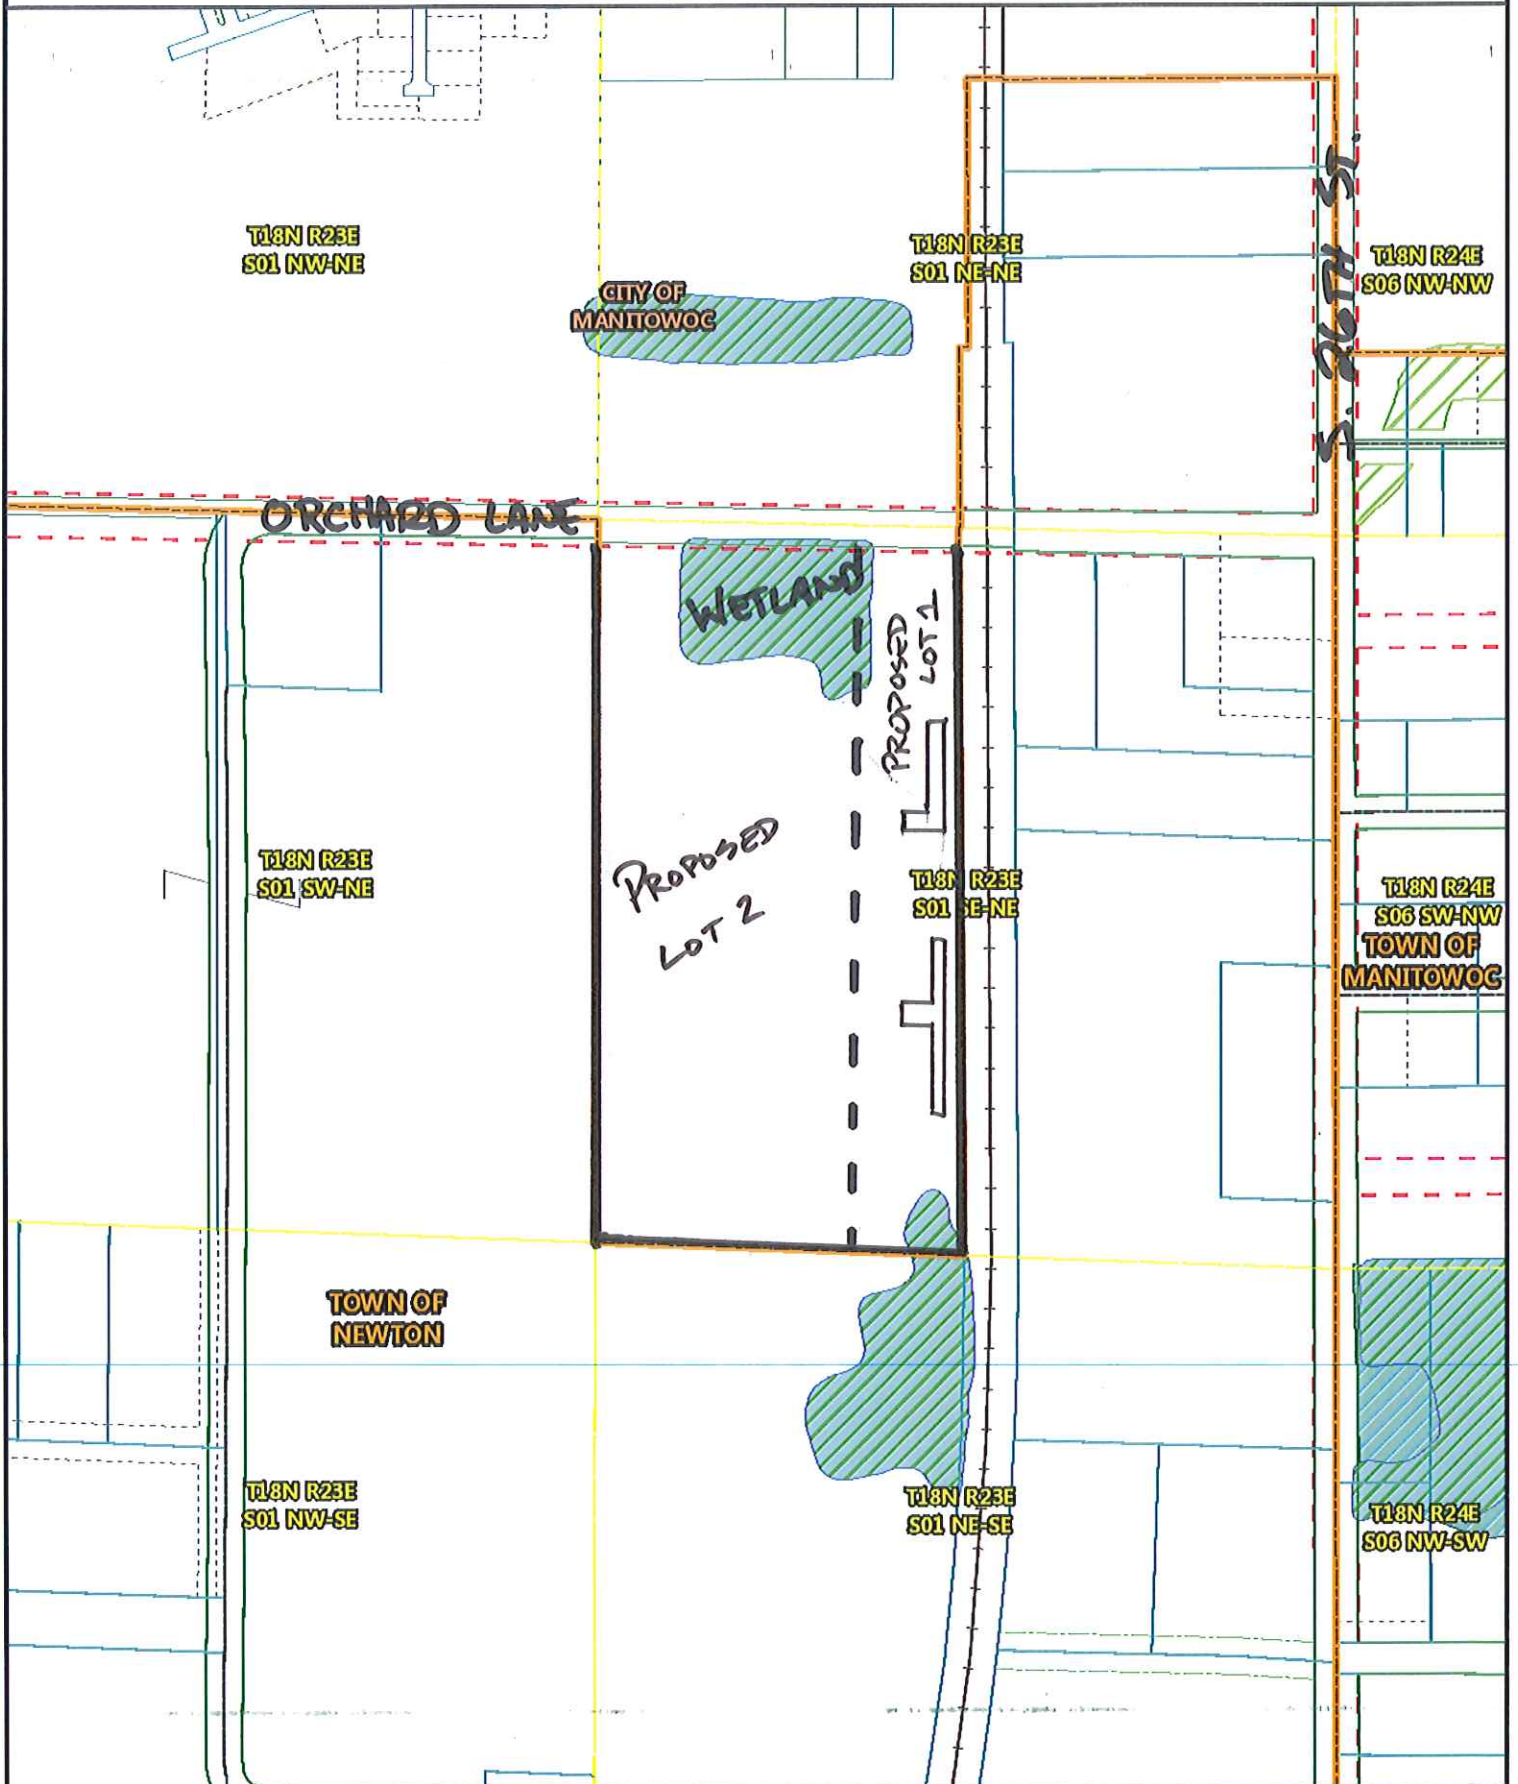 T18N R23E
S01 NW-NE
CITY OF
MANITOWOC
T18N R23E
S01 NE-NE
S. 26TH ST.
T18N R24E
S06 NW-NW
ORCHARD LANE
WETLAND
PROPOSED
LOT 1
PROPOSED
LOT 2
T18N R23E
S01 SW-NE
T18N R23E
S01 SE-NE
T18N R24E
S06 SW-NW
TOWN OF
MANITOWOC
TOWN OF
NEWTON
T18N R23E
S01 NW-SE
T18N R23E
S01 NE-SE
T18N R24E
S06 NW-SW